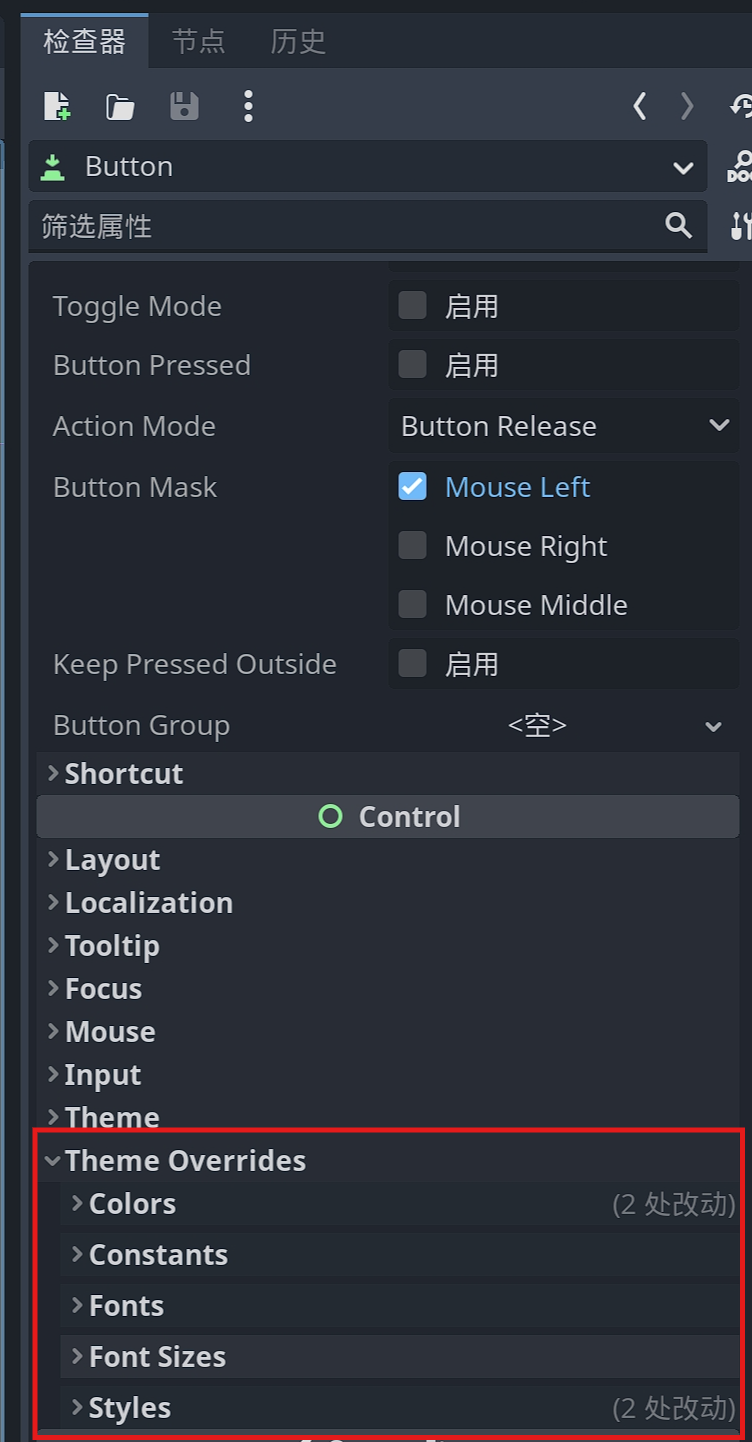 检查器 节点 历史
Button
DOC
筛选属性
Toggle Mode 启用
Button Pressed 启用
Action Mode Button Release
Button Mask Mouse Left
Mouse Right
Mouse Middle
Keep Pressed Outside 启用
Button Group <空>
Shortcut
Control
Layout
Localization
Tooltip
Focus
Mouse
Input
Theme
Theme Overrides
Colors (2 处改动)
Constants
Fonts
Font Sizes
Styles (2 处改动)